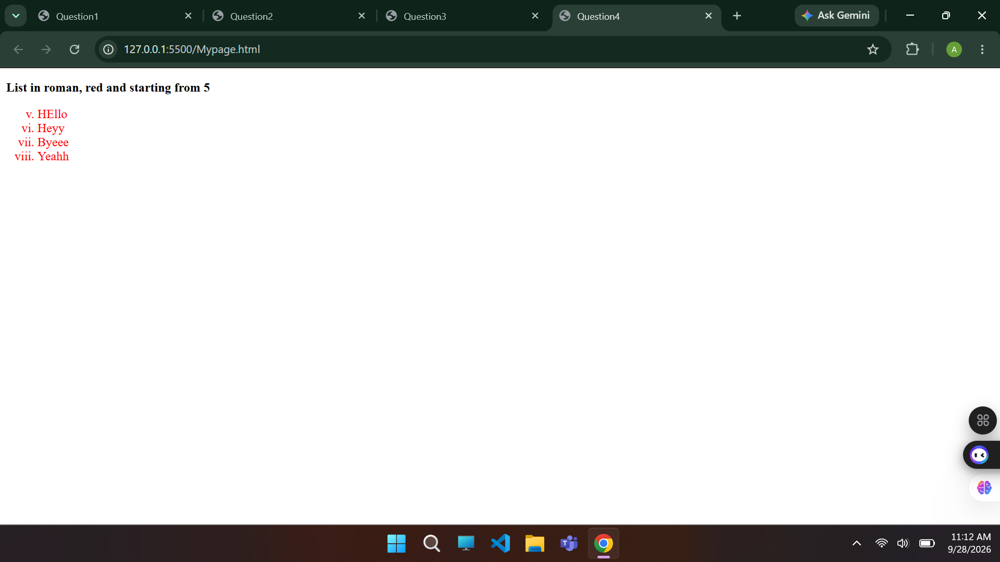 Question1
Question2
Question3
Question4
Ask Gemini
127.0.0.1:5500/Mypage.html
A
List in roman, red and starting from 5
v. HEllo
vi. Heyy
vii. Byeee
viii. Yeahh
T
11:12 AM
9/28/2026